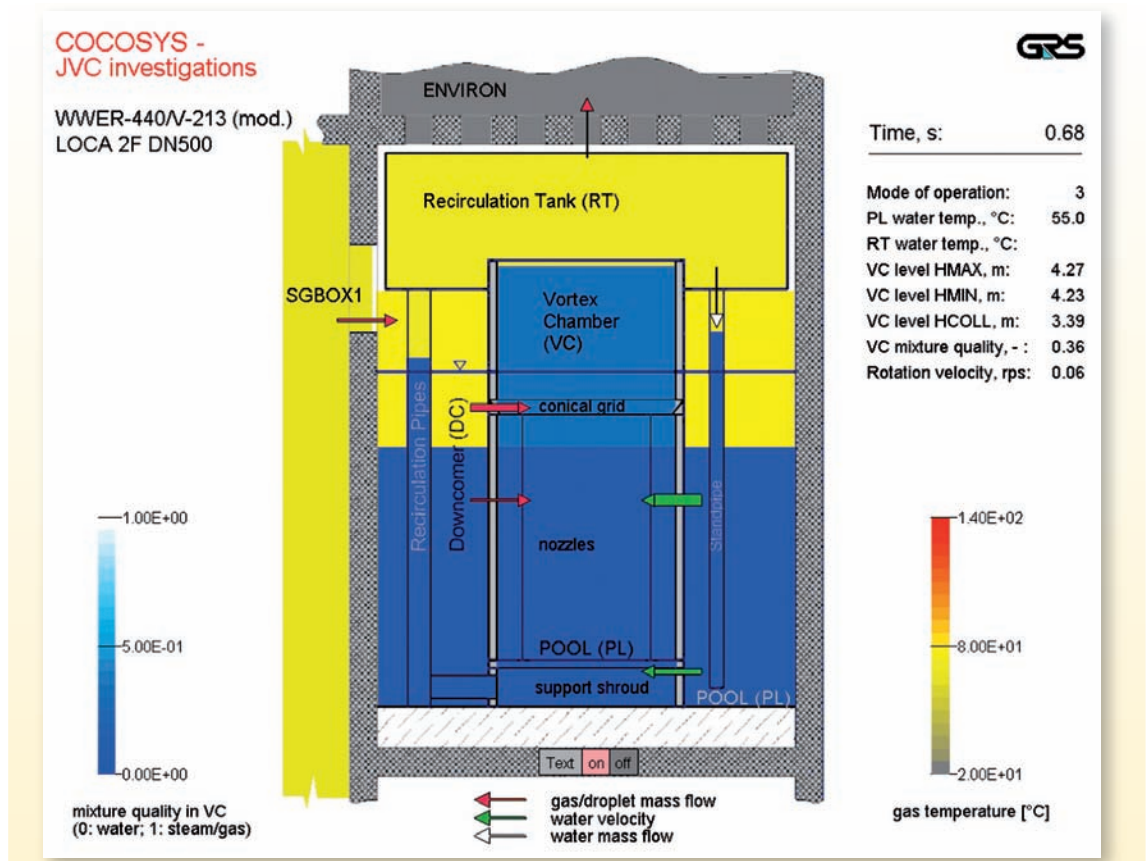 COCOSYS -
JVC investigations
GRS
WWER-440/V-213 (mod.)
LOCA 2F DN500
ENVIRON
Time, s: 0.68
Recirculation Tank (RT)
Mode of operation: 3
PL water temp., °C: 55.0
RT water temp., °C:
VC level HMAX, m: 4.27
VC level HMIN, m: 4.23
VC level HCOLL, m: 3.39
VC mixture quality, - : 0.36
Rotation velocity, rps: 0.06
SGBOX1
Vortex
Chamber
(VC)
conical grid
Recirculation Pipes
Downcomer (DC)
Standpipe
nozzles
POOL (PL)
support shroud
POOL (PL)
1.00E+00
5.00E-01
0.00E+00
mixture quality in VC
(0: water; 1: steam/gas)
1.40E+02
8.00E+01
2.00E+01
gas temperature [°C]
Text on off
gas/droplet mass flow
water velocity
water mass flow